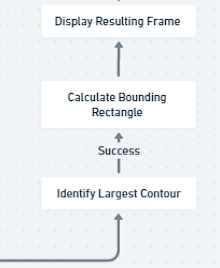 Display Resulting Frame
Calculate Bounding
Rectangle
Success
Identify Largest Contour